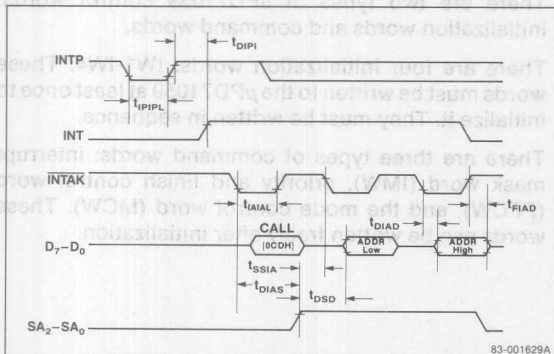 There are two types of μPD71059 control words:
initialization words and command words.
There are four initialization words, IW1-IW4. These
words must be written to the μPD71059 at least once to
initialize it. They must be written in sequence.
There are three types of command words: interrupt
mask word (IMW), priority and finish control word
(PFCW), and the mode control word (MCW). These
words can be written freely after initialization.
tDIPI
INTP
tIPIPL
INT
INTAK
tIAIAL
tFIAD
tDIAD
CALL
D7–D0
[0CDH]
ADDR
Low
ADDR
High
tSSIA
tDIAS
tDSD
SA2–SA0
83-001629A